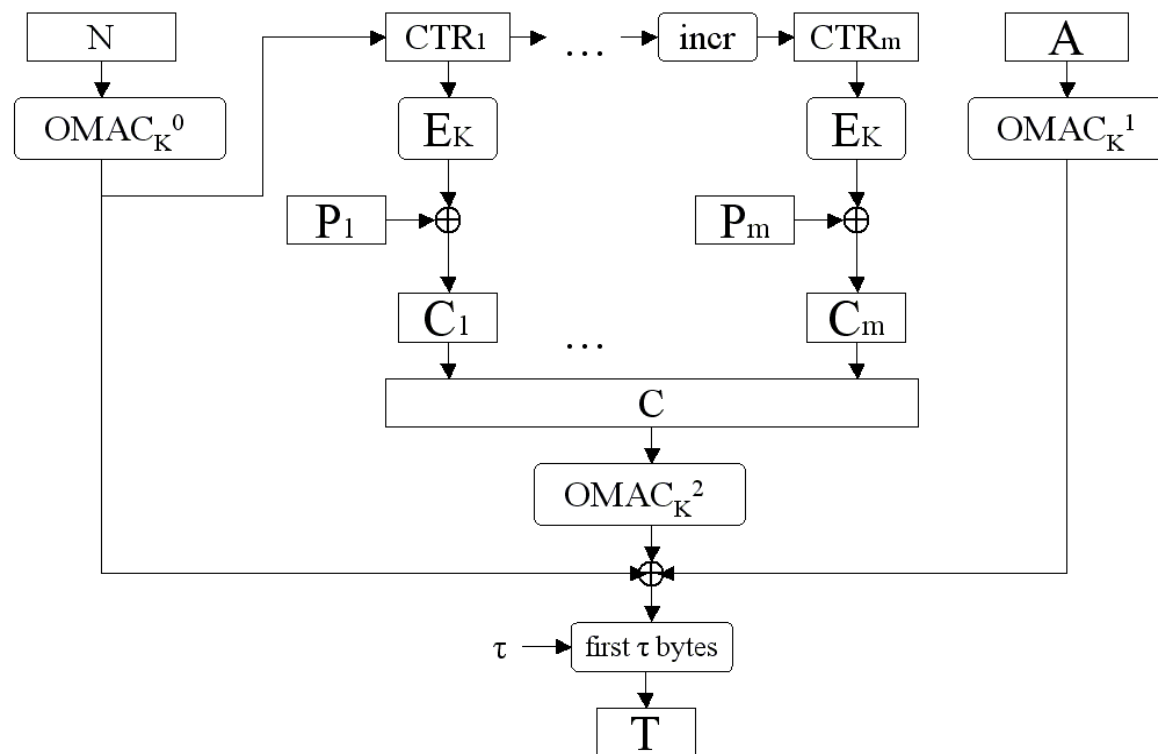 N CTR1 … incr CTRm A
OMACK0 EK EK OMACK1
P1 Pm
C1 … Cm
C
OMACK2
τ first τ bytes
T